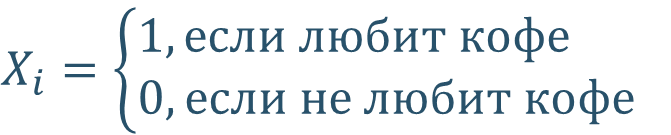 1, если любит кофе
X_i =
0, если не любит кофе